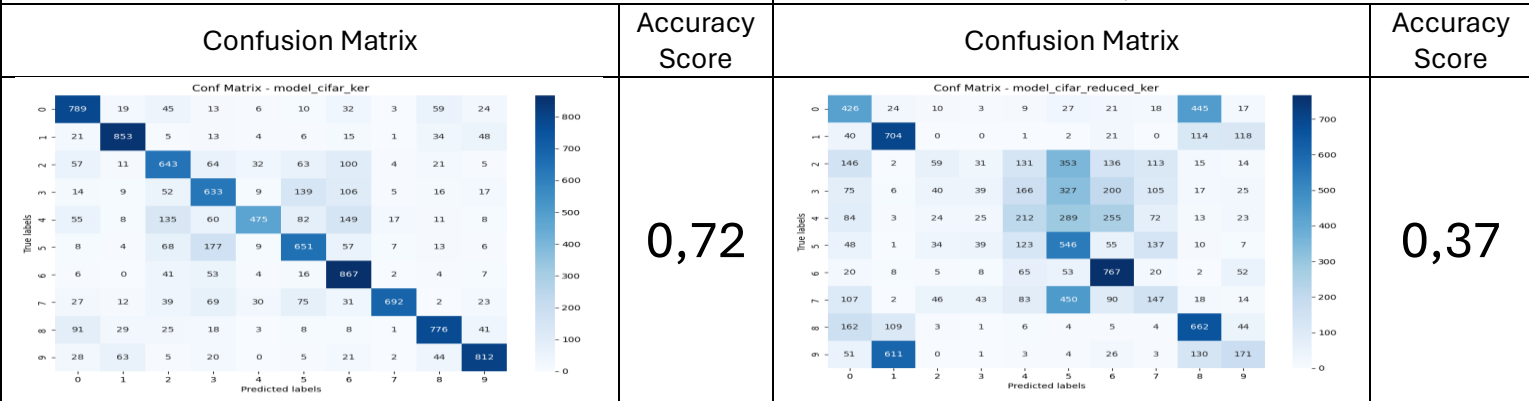 Confusion Matrix
Accuracy
Score
Confusion Matrix
Accuracy
Score
Conf Matrix - model_cifar_ker
True labels
0 789 19 45 13 6 10 32 3 59 24
1 21 853 5 13 4 6 15 1 34 48
2 57 11 643 64 32 63 100 4 21 5
3 14 9 52 633 9 139 106 5 16 17
4 55 8 135 60 475 82 149 17 11 8
5 8 4 68 177 9 651 57 7 13 6
6 6 0 41 53 4 16 867 2 4 7
7 27 12 39 69 30 75 31 692 2 23
8 91 29 25 18 3 8 8 1 776 41
9 28 63 5 20 0 5 21 2 44 812
0 1 2 3 4 5 6 7 8 9
Predicted labels
800
700
600
500
400
300
200
100
0
0,72
Conf Matrix - model_cifar_reduced_ker
True labels
0 426 24 10 3 9 27 21 18 445 17
1 40 704 0 0 1 2 21 0 114 118
2 146 2 59 31 131 353 136 113 15 14
3 75 6 40 39 166 327 200 105 17 25
4 84 3 24 25 212 289 255 72 13 23
5 48 1 34 39 123 546 55 137 10 7
6 20 8 5 8 65 53 767 20 2 52
7 107 2 46 43 83 450 90 147 18 14
8 162 109 3 1 6 4 5 4 662 44
9 51 611 0 1 3 4 26 3 130 171
0 1 2 3 4 5 6 7 8 9
Predicted labels
700
600
500
400
300
200
100
0
0,37